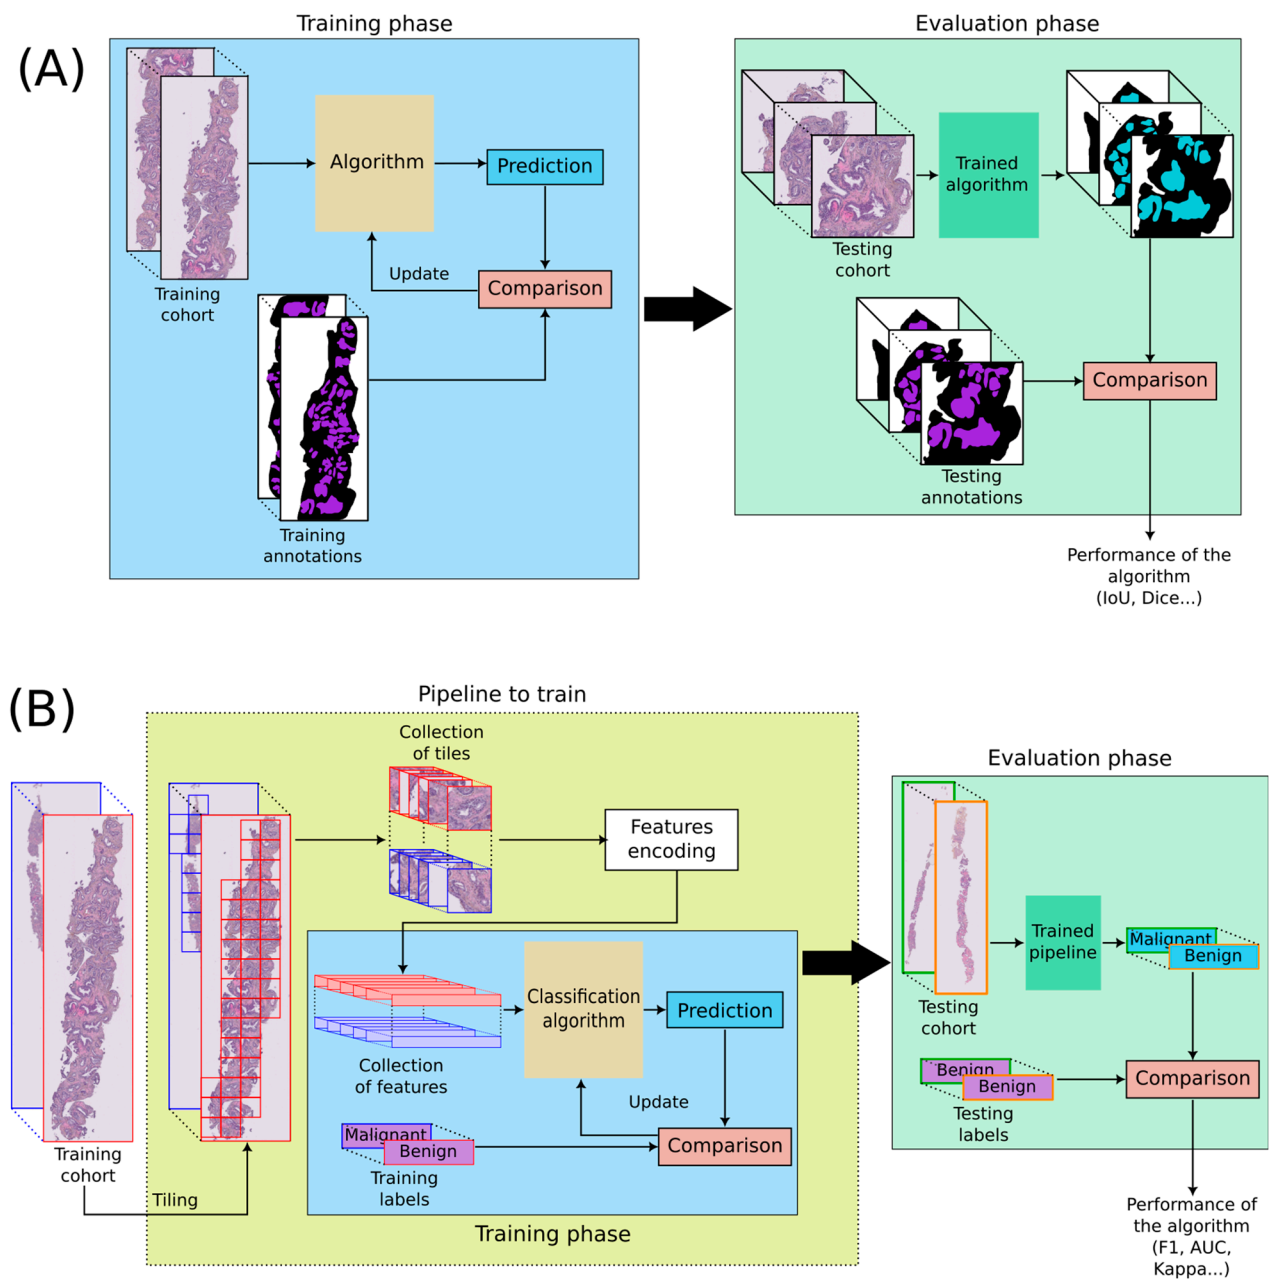 (A)
Training phase
Evaluation phase
Algorithm
Prediction
Update
Comparison
Training
cohort
Training
annotations
Trained
algorithm
Testing
cohort
Comparison
Testing
annotations
Performance of the
algorithm
(IoU, Dice...)
(B)
Pipeline to train
Collection
of tiles
Features
encoding
Evaluation phase
Classification
algorithm
Prediction
Collection
of features
Update
Malignant
Benign
Comparison
Training
labels
Training
cohort
Tiling
Training phase
Trained
pipeline
Malignant
Benign
Testing
cohort
Benign
Benign
Comparison
Testing
labels
Performance of
the algorithm
(F1, AUC,
Kappa...)